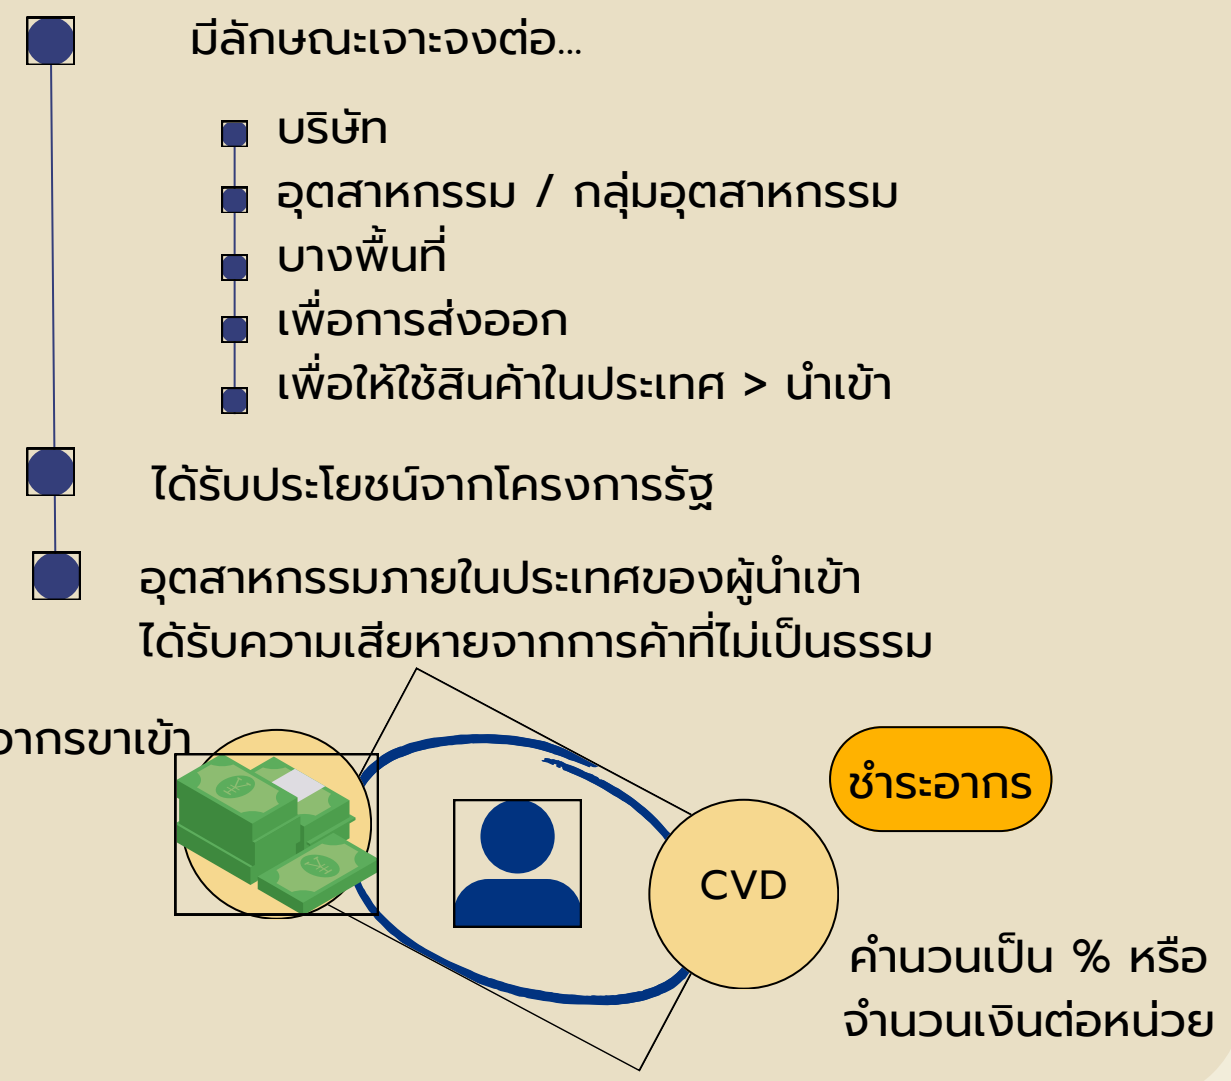 มีลักษณะเจาะจงต่อ...
บริษัท
อุตสาหกรรม / กลุ่มอุตสาหกรรม
บางพื้นที่
เพื่อการส่งออก
เพื่อให้ใช้สินค้าในประเทศ > นำเข้า
ได้รับประโยชน์จากโครงการรัฐ
อุตสาหกรรมภายในประเทศของผู้นำเข้า
ได้รับความเสียหายจากการค้าที่ไม่เป็นธรรม
อากรขาเข้า
ชำระอากร
CVD
คำนวนเป็น % หรือ
จำนวนเงินต่อหน่วย